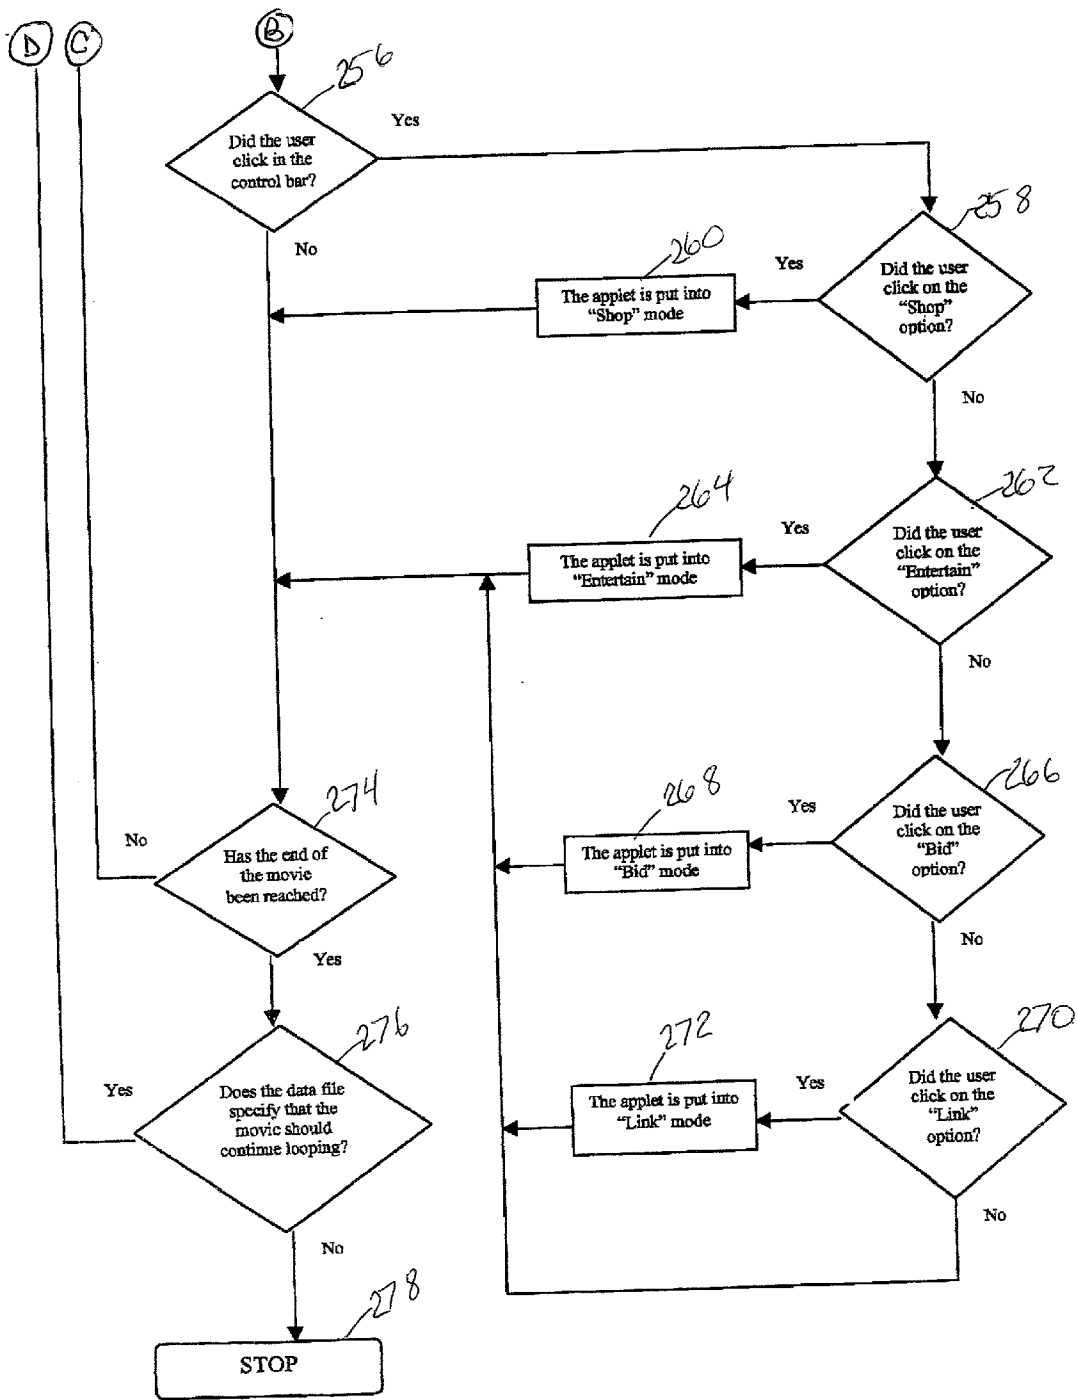 D
C
B
256
Did the user
click in the
control bar?
Yes
No
258
Did the user
click on the
“Shop”
option?
Yes
No
260
The applet is put into
“Shop” mode
262
Did the user
click on the
“Entertain”
option?
Yes
No
264
The applet is put into
“Entertain” mode
266
Did the user
click on the
“Bid”
option?
Yes
No
268
The applet is put into
“Bid” mode
270
Did the user
click on the
“Link”
option?
Yes
No
272
The applet is put into
“Link” mode
274
Has the end of
the movie
been reached?
No
Yes
276
Does the data file
specify that the
movie should
continue looping?
Yes
No
278
STOP